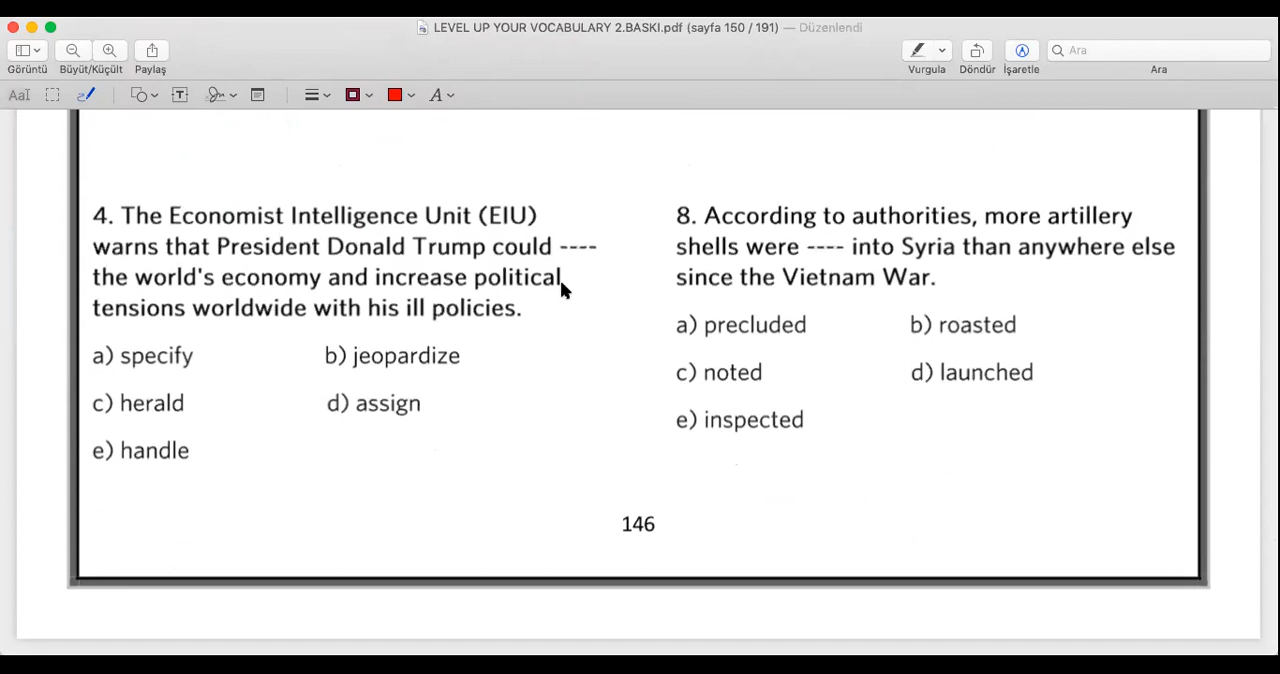 LEVEL UP YOUR VOCABULARY 2.BASKI.pdf (sayfa 150 / 191) — Düzenlendi
Ara
Görüntü Büyüt/Küçült Paylaş Vurgula Döndür İşaretle Ara
AaI T A
4. The Economist Intelligence Unit (EIU)
warns that President Donald Trump could ----
the world's economy and increase political
tensions worldwide with his ill policies.
a) specify b) jeopardize
c) herald d) assign
e) handle
8. According to authorities, more artillery
shells were ---- into Syria than anywhere else
since the Vietnam War.
a) precluded b) roasted
c) noted d) launched
e) inspected
146